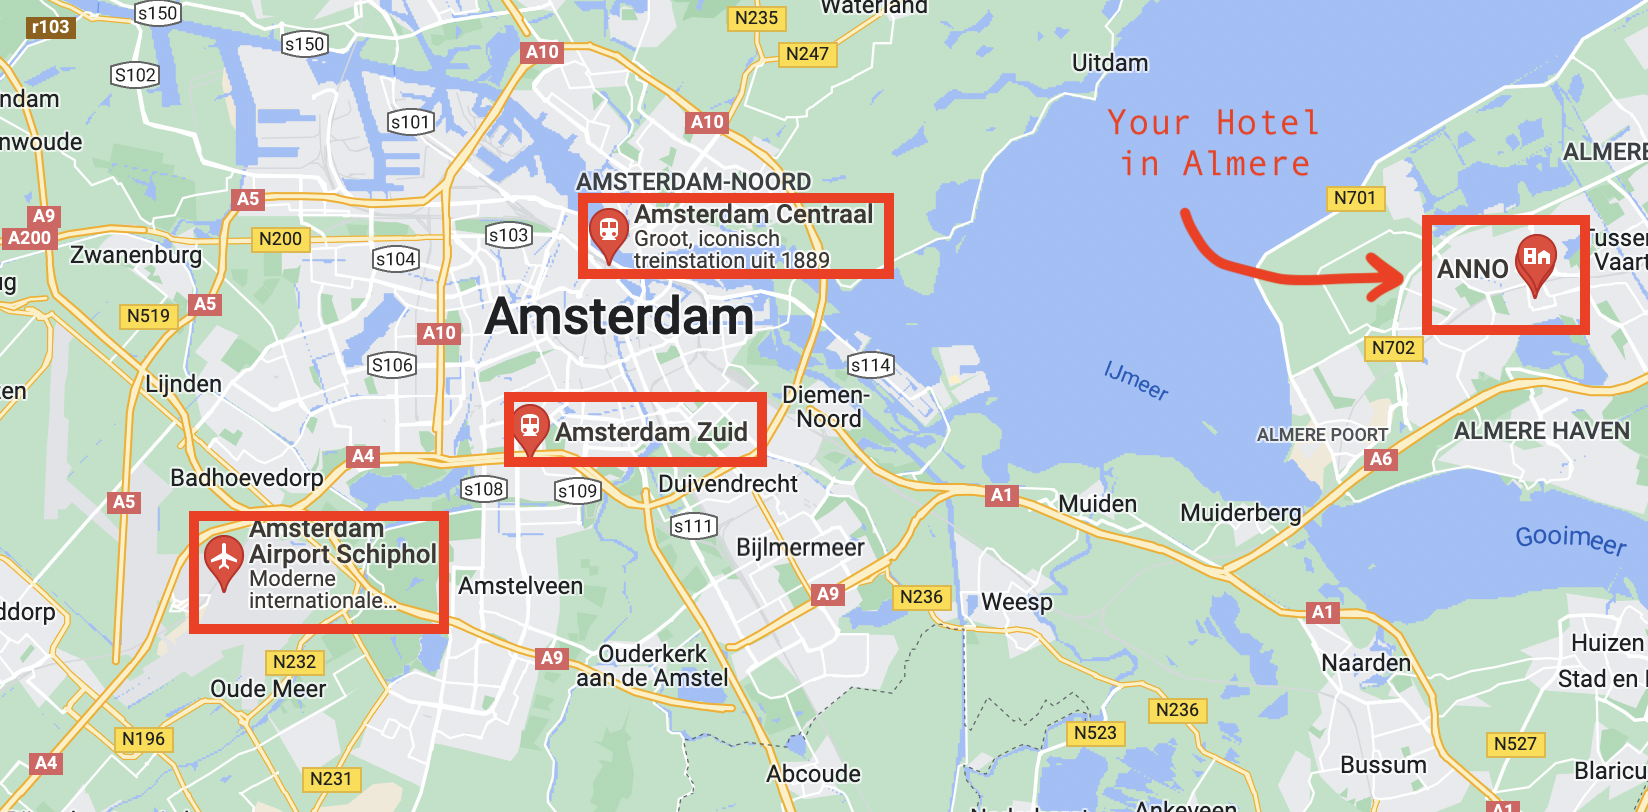 s150
Waterland
r103
N235
s150
A10
N247
Uitdam
S102
ndam
s101
A10
Your Hotel
in Almere
nwoude
ALMERE
AMSTERDAM-NOORD
A5
N701
A9
A200
Amsterdam Centraal
Groot, iconisch
treinstation uit 1889
N200
s103
Zwanenburg
s104
ANNO
Tussen
Vaart
ug
A5
N519
Amsterdam
A10
N702
S106
s114
IJmeer
Lijnden
zen
Diemen-
Noord
Amsterdam Zuid
ALMERE POORT
ALMERE HAVEN
A4
A6
Badhoevedorp
s108
s109
Duivendrecht
A5
A1
Muiden
Muiderberg
s111
Amsterdam
Airport Schiphol
Moderne
internationale...
Bijlmermeer
Gooimeer
Amstelveen
A9
N236
Weesp
A1
ddorp
Huizen
A9
Ouderkerk
aan de Amstel
N232
Naarden
Stad en
Oude Meer
N236
N196
N523
N527
A4
N231
Abcoude
Bussum
Blaricu
Ankeveen
A1